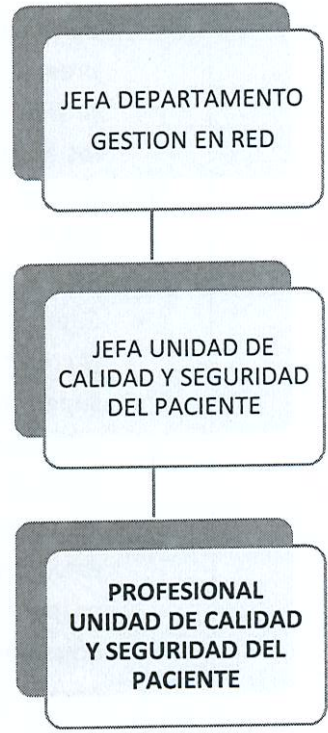 JEFA DEPARTAMENTO
GESTION EN RED
JEFA UNIDAD DE
CALIDAD Y SEGURIDAD
DEL PACIENTE
PROFESIONAL
UNIDAD DE CALIDAD
Y SEGURIDAD DEL
PACIENTE